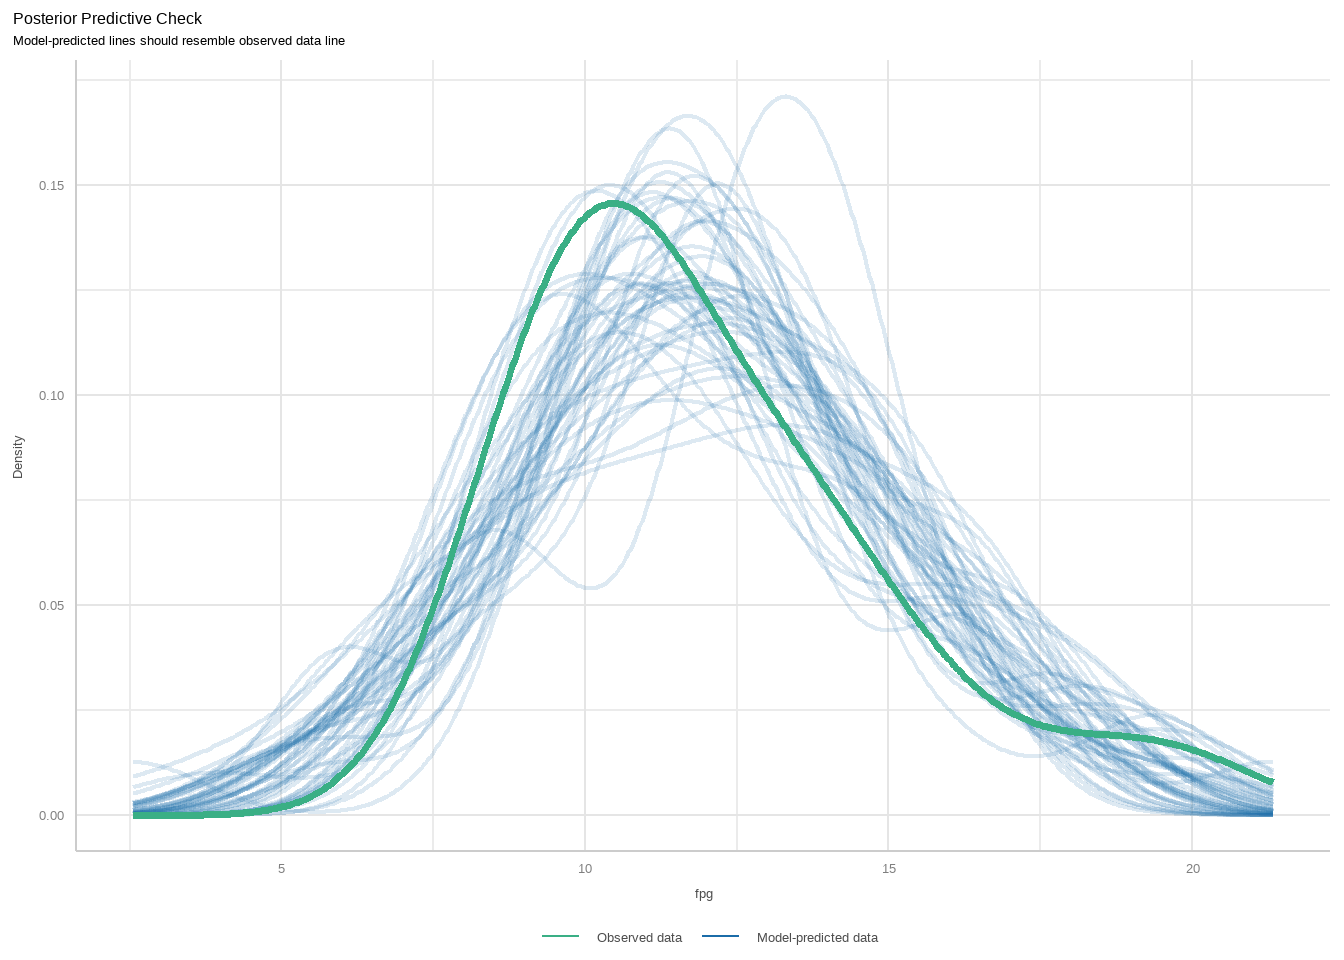 Posterior Predictive Check
Model-predicted lines should resemble observed data line
0.15
0.10
0.05
0.00
Density
5
10
15
20
fpg
Observed data
Model-predicted data